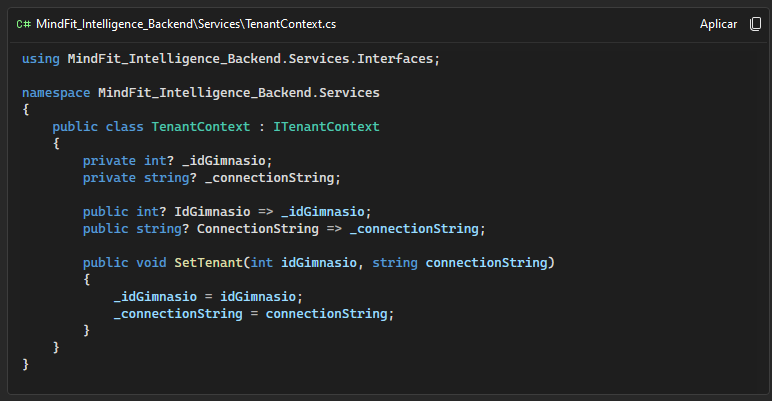 C# MindFit_Intelligence_Backend\Services\TenantContext.cs Aplicar
using MindFit_Intelligence_Backend.Services.Interfaces;
namespace MindFit_Intelligence_Backend.Services
{
    public class TenantContext : ITenantContext
    {
        private int? _idGimnasio;
        private string? _connectionString;
        public int? IdGimnasio => _idGimnasio;
        public string? ConnectionString => _connectionString;
        public void SetTenant(int idGimnasio, string connectionString)
        {
            _idGimnasio = idGimnasio;
            _connectionString = connectionString;
        }
    }
}